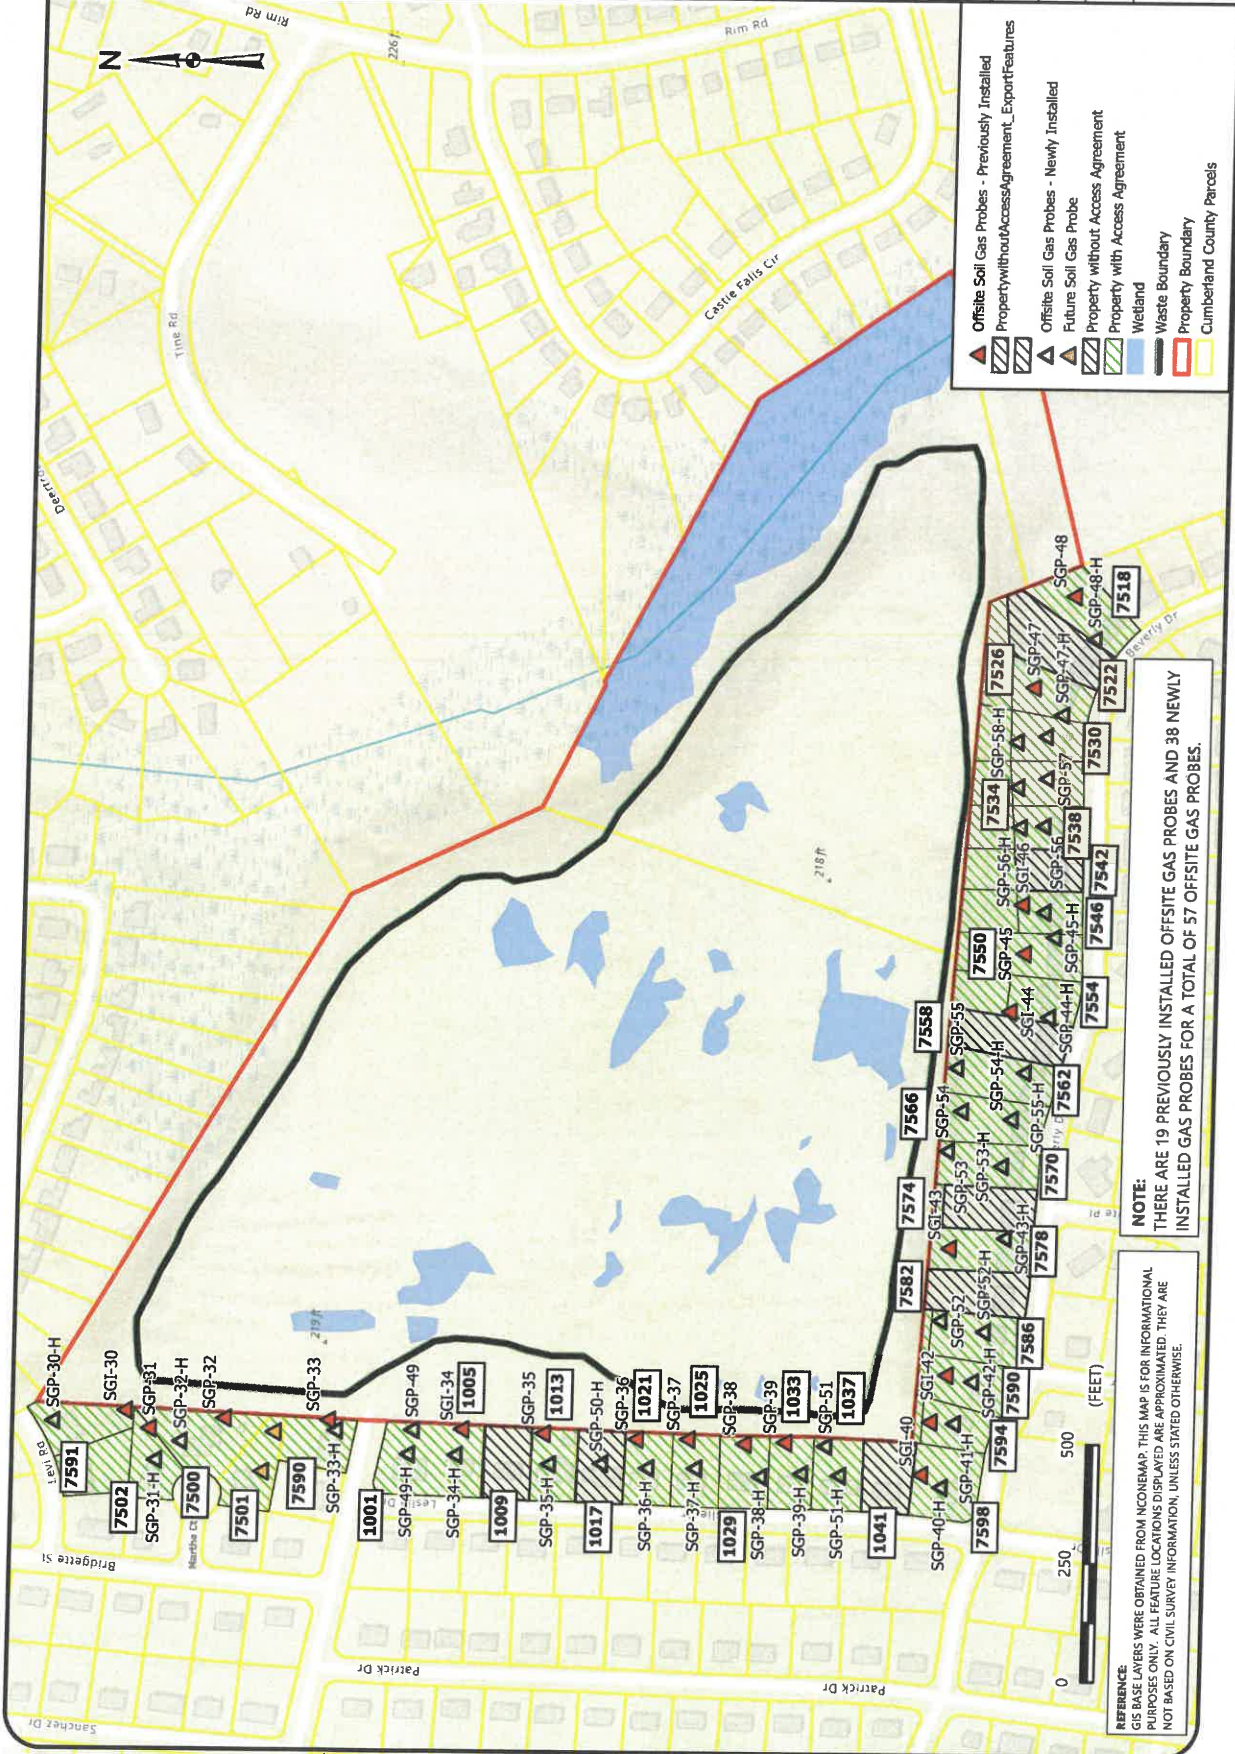 N
Rim Rd
226 ft
Rim Rd
Tine Rd
Castle Falls Cir
218 ft
219 ft
Levi Rd
Martha Ct
Bridgette St
Sanchez Dr
Patrick Dr
Patrick Dr
Beverly Dr
SGP-30-H
SGI-30
SGP-31
SGP-32-H
SGP-32
SGP-33
SGP-49
SGI-34
1005
SGP-35
1013
SGP-50-H
SGP-36
1021
SGP-37
1025
SGP-38
SGP-39
1033
SGP-51
1037
7591
7502
SGP-31-H
7500
7501
7590
SGP-33-H
1001
SGP-49-H
SGP-34-H
1009
SGP-35-H
1017
SGP-36-H
SGP-37-H
1029
SGP-38-H
SGP-39-H
SGP-51-H
1041
SGI-40
SGP-40-H
7598
SGP-41-H
7594
SGI-42
SGP-42-H
7590
SGP-52
SGP-52-H
7586
7582
SGI-43
SGP-43-H
7578
7574
SGP-53
SGP-53-H
7570
7566
SGP-54
SGP-54-H
SGP-55-H
7562
7558
SGP-55
SGI-44
SGP-44-H
7554
7550
SGP-45
SGP-45-H
7546
SGP-56-H
SGI-46
SGP-56
7542
7538
7534
SGP-58-H
SGP-57
7530
7526
SGP-47
SGP-47-H
7522
SGP-48
SGP-48-H
7518
Offsite Soil Gas Probes - Previously Installed
PropertywithoutAccessAgreement_ExportFeatures
Offsite Soil Gas Probes - Newly Installed
Future Soil Gas Probe
Property without Access Agreement
Property with Access Agreement
Wetland
Waste Boundary
Property Boundary
Cumberland County Parcels
NOTE:
THERE ARE 19 PREVIOUSLY INSTALLED OFFSITE GAS PROBES AND 38 NEWLY
INSTALLED GAS PROBES FOR A TOTAL OF 57 OFFSITE GAS PROBES.
0 250 500
(FEET)
REFERENCE:
GIS BASE LAYERS WERE OBTAINED FROM NCONEMAP. THIS MAP IS FOR INFORMATIONAL
PURPOSES ONLY. ALL FEATURE LOCATIONS DISPLAYED ARE APPROXIMATED. THEY ARE
NOT BASED ON CIVIL SURVEY INFORMATION, UNLESS STATED OTHERWISE.